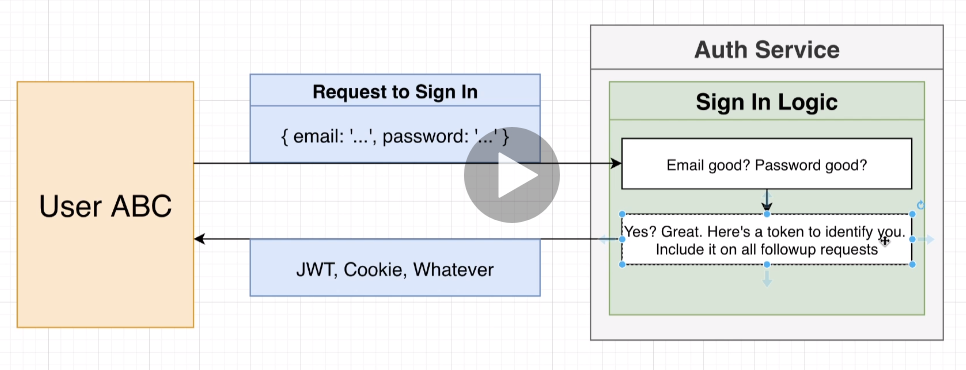 Auth Service
Request to Sign In
Sign In Logic
{ email: '...', password: '...' }
Email good? Password good?
User ABC
Yes? Great. Here's a token to identify you.
Include it on all followup requests
JWT, Cookie, Whatever